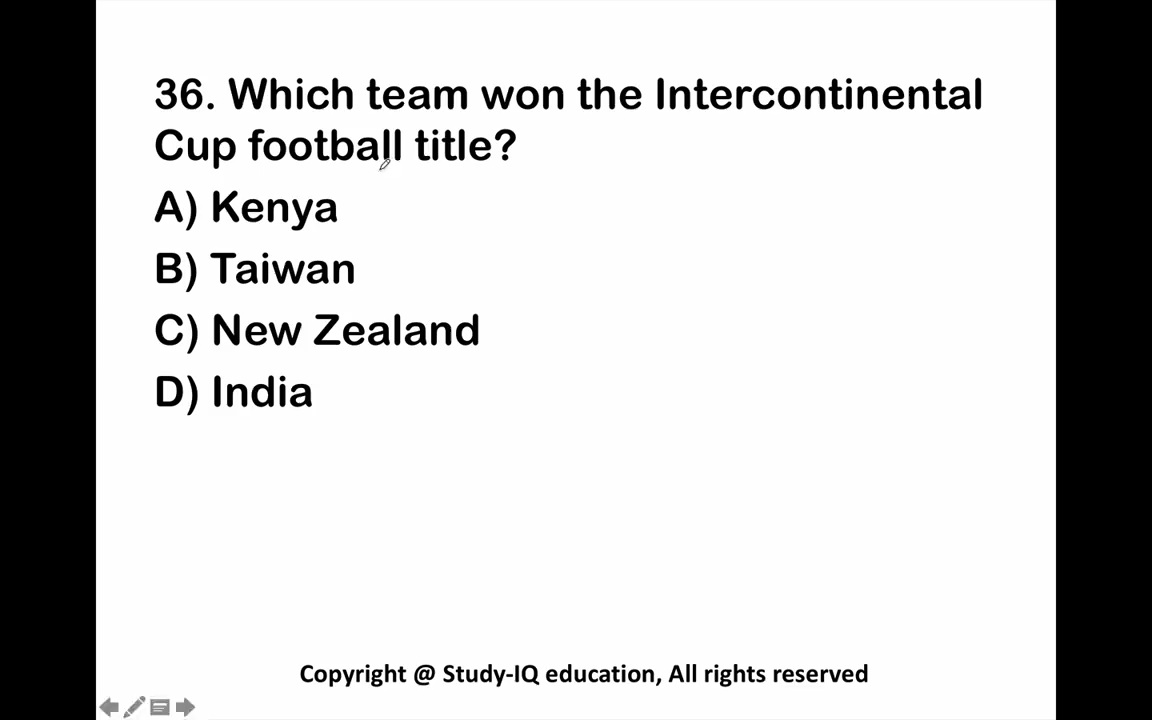 36. Which team won the Intercontinental
Cup football title?
A) Kenya
B) Taiwan
C) New Zealand
D) India
Copyright @ Study-IQ education, All rights reserved